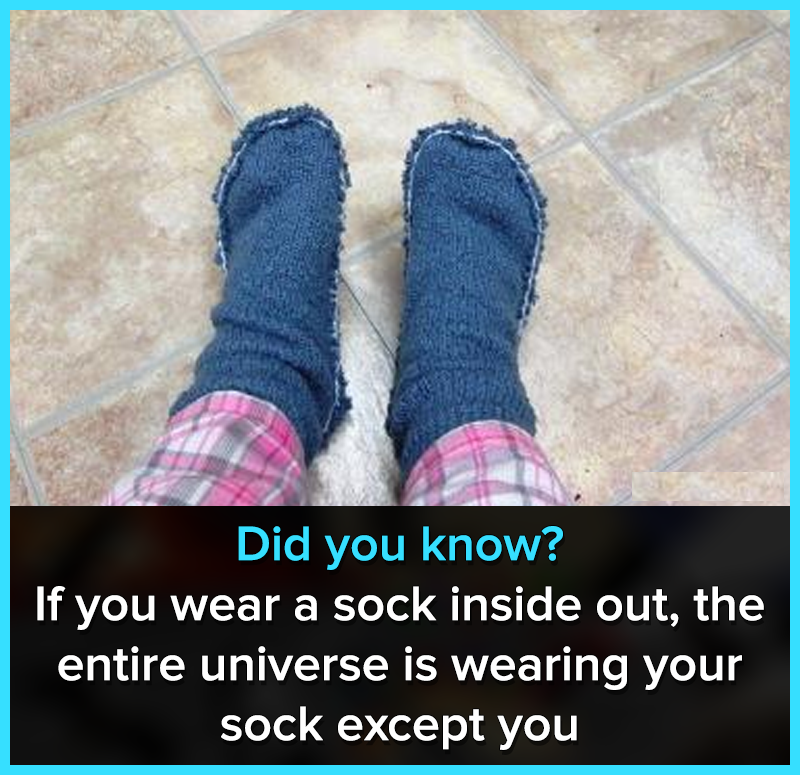 Did you know?
If you wear a sock inside out, the
entire universe is wearing your
sock except you